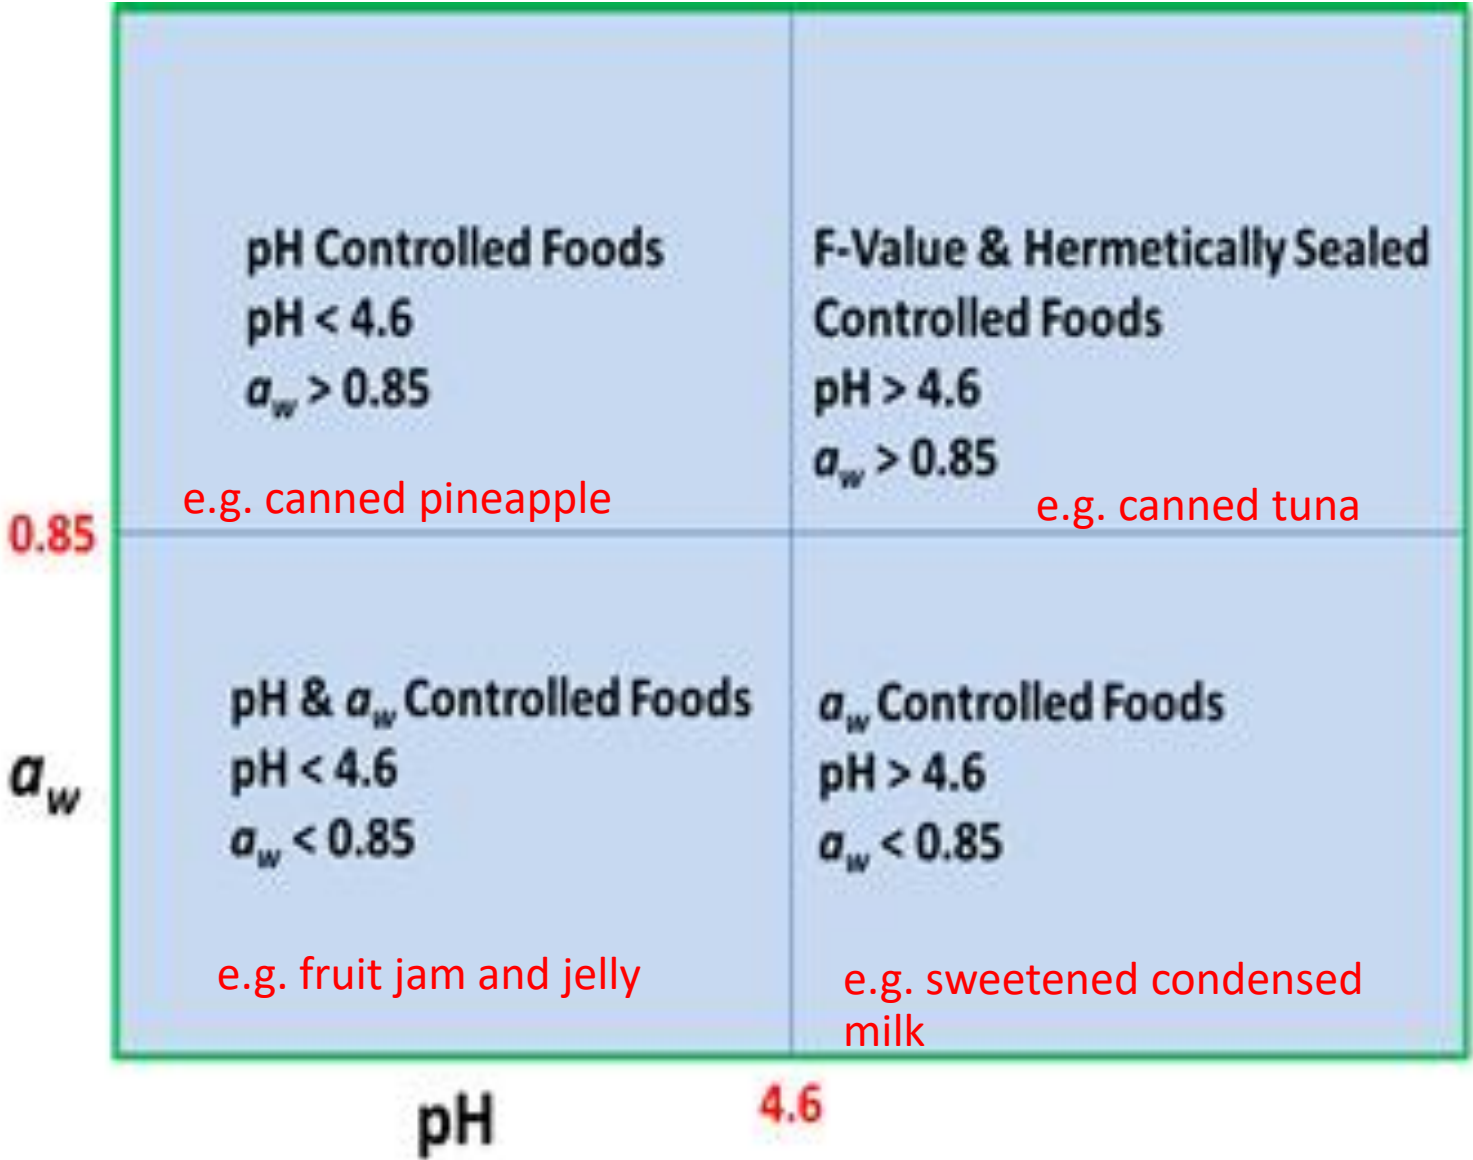 pH Controlled Foods
pH < 4.6
aw > 0.85
e.g. canned pineapple
F-Value & Hermetically Sealed
Controlled Foods
pH > 4.6
aw > 0.85
e.g. canned tuna
0.85
pH & aw Controlled Foods
pH < 4.6
aw < 0.85
e.g. fruit jam and jelly
aw Controlled Foods
pH > 4.6
aw < 0.85
e.g. sweetened condensed
milk
aw
pH
4.6